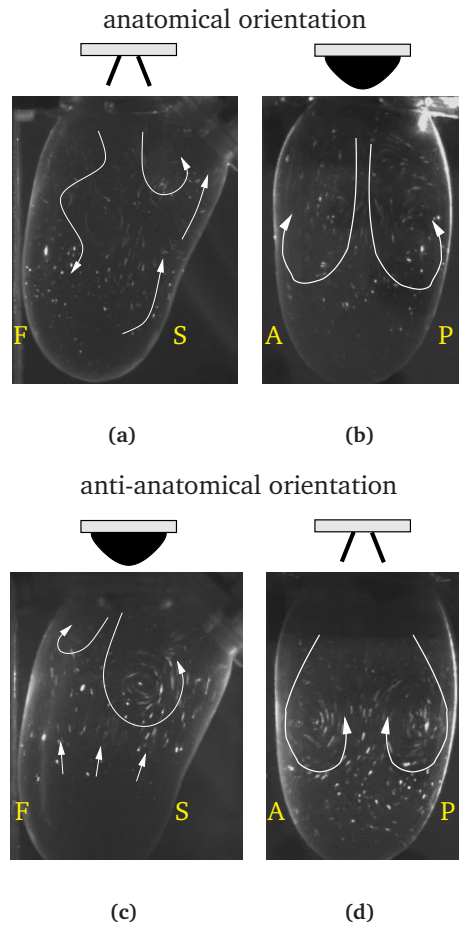 anatomical orientation
F S
A P
(a)
(b)
anti-anatomical orientation
F S
A P
(c)
(d)